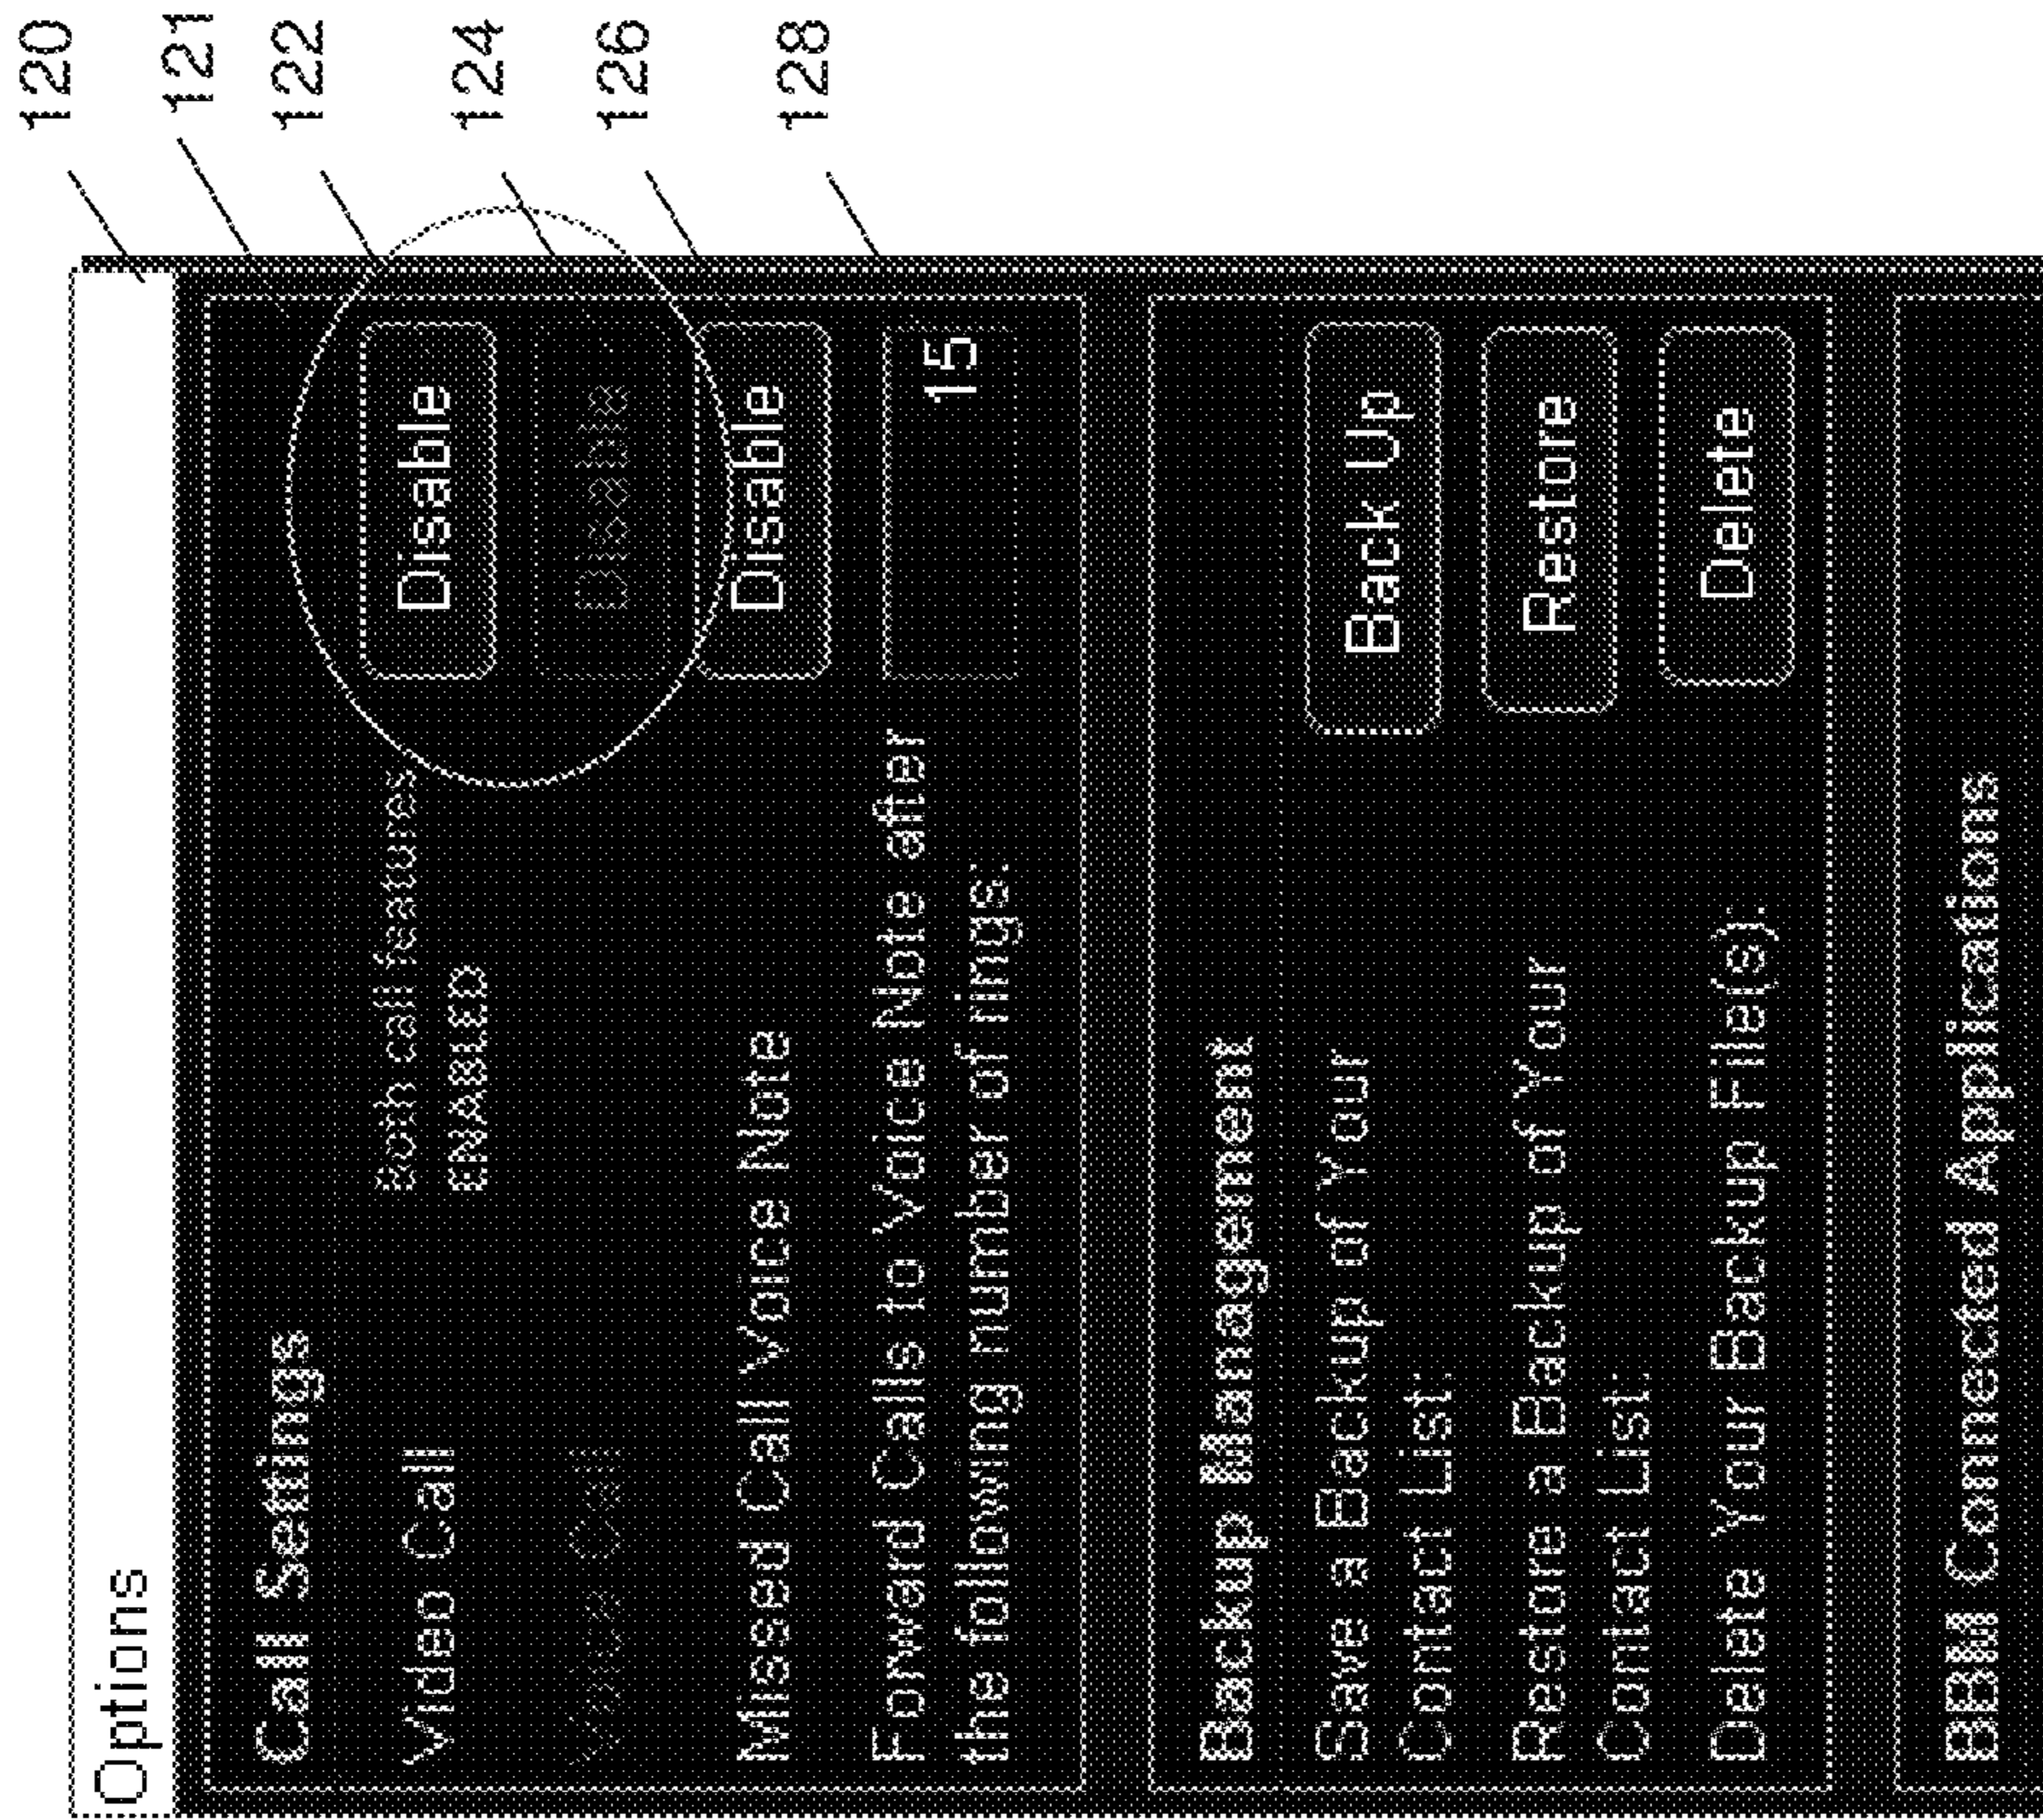 Options
Call Settings
Video Call
Both call features
ENABLED
Disable
Voice Call
Disable
Missed Call Voice Note
Disable
Forward Calls to Voice Note after
the following number of rings:
15
Backup Management
Save a Backup of Your
Contact List:
Back Up
Restore a Backup of Your
Contact List:
Restore
Delete Your Backup File(s):
Delete
BBM Connected Applications
120
121
122
124
126
128